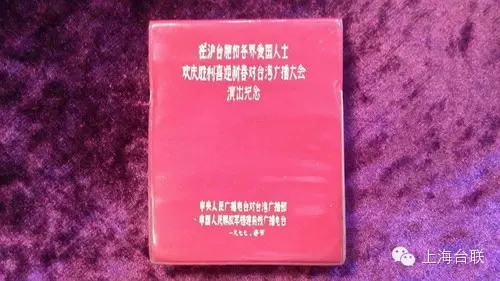 在沪台胞和各界爱国人士
欢庆胜利喜迎新春对台湾广播大会
演出纪念
中央人民广播电台对台湾广播部
中国人民解放军福建前线广播电台
一九七七，春节
上海台联